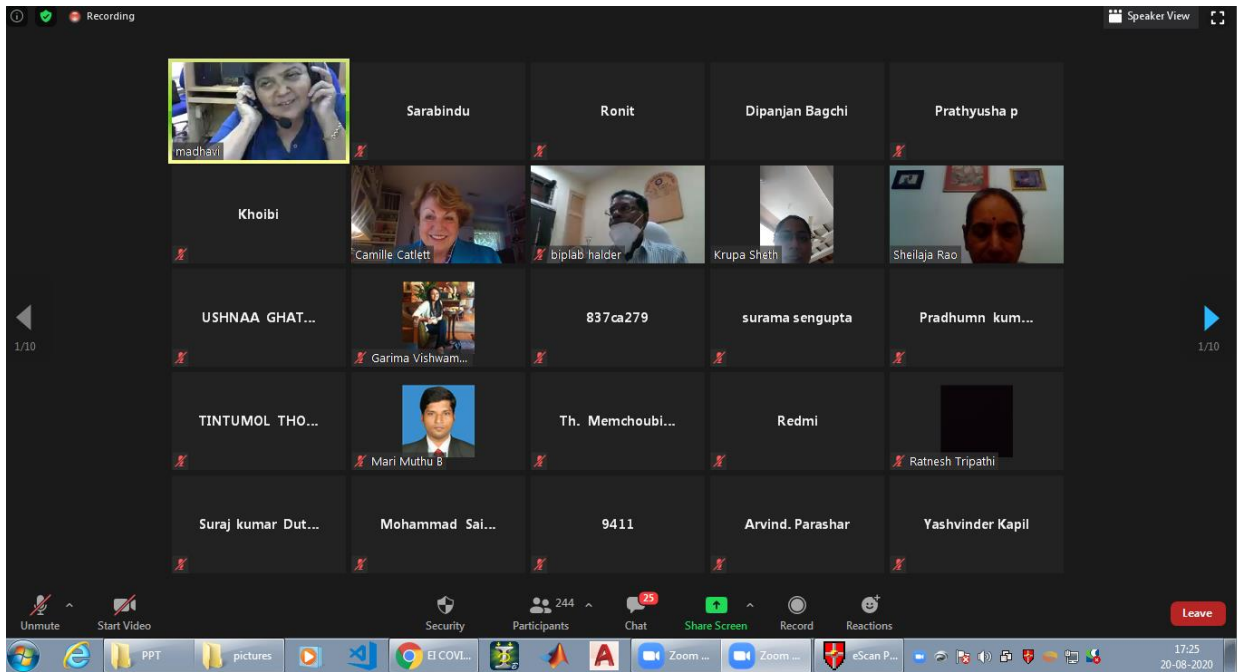 Recording
Speaker View
madhavi
Sarabindu
Ronit
Dipanjan Bagchi
Prathyusha p
Khoibi
Camille Catlett
biplab halder
Krupa Sheth
Sheilaja Rao
USHNAA GHAT...
Garima Vishwam...
837ca279
surama sengupta
Pradhumn kum...
1/10
1/10
TINTUMOL THO...
Mari Muthu B
Th. Memchoubi...
Redmi
Ratnesh Tripathi
Suraj kumar Dut...
Mohammad Sai...
9411
Arvind. Parashar
Yashvinder Kapil
Unmute
Start Video
Security
244
Participants
25
Chat
Share Screen
Record
Reactions
Leave
PPT
pictures
EI COVI...
Zoom ...
Zoom ...
eScan P...
17:25
20-08-2020